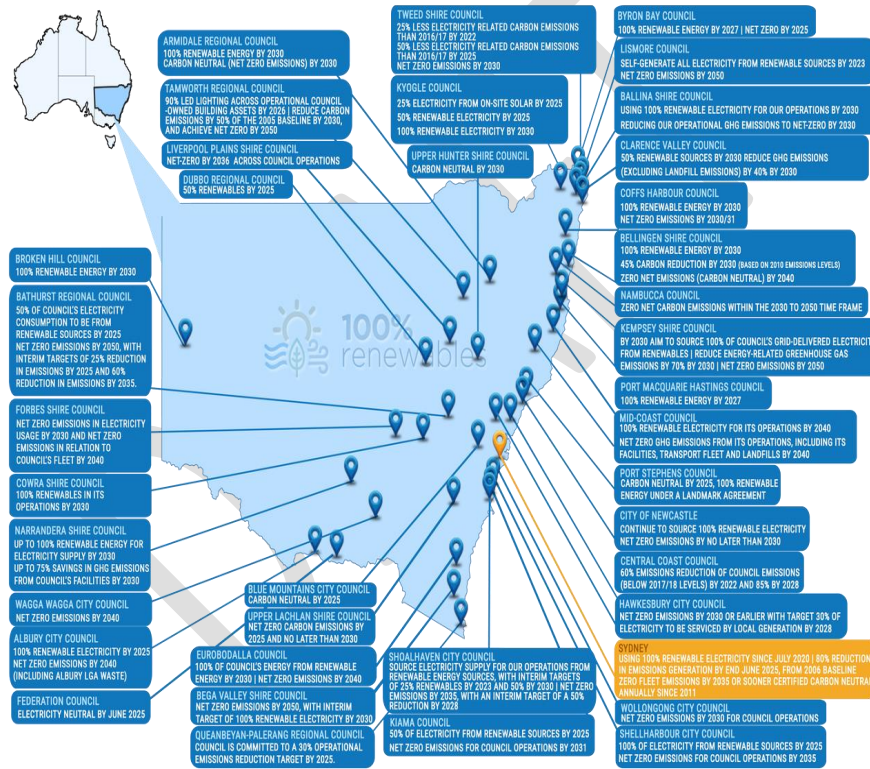 ARMIDALE REGIONAL COUNCIL
100% RENEWABLE ENERGY BY 2030
CARBON NEUTRAL (NET ZERO EMISSIONS) BY 2030
TAMWORTH REGIONAL COUNCIL
90% LED LIGHTING ACROSS OPERATIONAL COUNCIL
-OWNED BUILDING ASSETS BY 2026 | REDUCE CARBON
EMISSIONS BY 50% OF THE 2005 BASELINE BY 2030,
AND ACHIEVE NET ZERO BY 2050
LIVERPOOL PLAINS SHIRE COUNCIL
NET-ZERO BY 2036 ACROSS COUNCIL OPERATIONS
DUBBO REGIONAL COUNCIL
50% RENEWABLES BY 2025
TWEED SHIRE COUNCIL
25% LESS ELECTRICITY RELATED CARBON EMISSIONS
THAN 2016/17 BY 2022
50% LESS ELECTRICITY RELATED CARBON EMISSIONS
THAN 2016/17 BY 2025
NET ZERO EMISSIONS BY 2030
KYOGLE COUNCIL
25% ELECTRICITY FROM ON-SITE SOLAR BY 2025
50% RENEWABLE ELECTRICITY BY 2025
100% RENEWABLE ELECTRICITY BY 2030
UPPER HUNTER SHIRE COUNCIL
CARBON NEUTRAL BY 2030
BYRON BAY COUNCIL
100% RENEWABLE ENERGY BY 2027 | NET ZERO BY 2025
LISMORE COUNCIL
SELF-GENERATE ALL ELECTRICITY FROM RENEWABLE SOURCES BY 2023
NET ZERO EMISSIONS BY 2050
BALLINA SHIRE COUNCIL
USING 100% RENEWABLE ELECTRICITY FOR OUR OPERATIONS BY 2030
REDUCING OUR OPERATIONAL GHG EMISSIONS TO NET-ZERO BY 2030
CLARENCE VALLEY COUNCIL
50% RENEWABLE SOURCES BY 2030 REDUCE GHG EMISSIONS
(EXCLUDING LANDFILL EMISSIONS) BY 40% BY 2030
COFFS HARBOUR COUNCIL
100% RENEWABLE ENERGY BY 2030
NET ZERO EMISSIONS BY 2030/31
BELLINGEN SHIRE COUNCIL
100% RENEWABLE ENERGY BY 2030
45% CARBON REDUCTION BY 2030 (BASED ON 2010 EMISSIONS LEVELS)
ZERO NET EMISSIONS (CARBON NEUTRAL) BY 2040
NAMBUCCA COUNCIL
ZERO NET CARBON EMISSIONS WITHIN THE 2030 TO 2050 TIME FRAME
KEMPSEY SHIRE COUNCIL
BY 2030 AIM TO SOURCE 100% OF COUNCIL'S GRID-DELIVERED ELECTRICIT
FROM RENEWABLES | REDUCE ENERGY-RELATED GREENHOUSE GAS
EMISSIONS BY 70% BY 2030 | NET ZERO EMISSIONS BY 2050
PORT MACQUARIE HASTINGS COUNCIL
100% RENEWABLE ENERGY BY 2027
MID-COAST COUNCIL
100% RENEWABLE ELECTRICITY FOR ITS OPERATIONS BY 2040
NET ZERO GHG EMISSIONS FROM ITS OPERATIONS, INCLUDING ITS
FACILITIES, TRANSPORT FLEET AND LANDFILLS BY 2040
PORT STEPHENS COUNCIL
CARBON NEUTRAL BY 2025, 100% RENEWABLE
ENERGY UNDER A LANDMARK AGREEMENT
CITY OF NEWCASTLE
CONTINUE TO SOURCE 100% RENEWABLE ELECTRICITY
NET ZERO EMISSIONS BY NO LATER THAN 2030
CENTRAL COAST COUNCIL
60% EMISSIONS REDUCTION OF COUNCIL EMISSIONS
(BELOW 2017/18 LEVELS) BY 2022 AND 85% BY 2028
HAWKESBURY CITY COUNCIL
NET ZERO EMISSIONS BY 2030 OR EARLIER WITH TARGET 30% OF
ELECTRICITY TO BE SERVICED BY LOCAL GENERATION BY 2028
SYDNEY
USING 100% RENEWABLE ELECTRICITY SINCE JULY 2020 | 80% REDUCTION
IN EMISSIONS GENERATION BY END JUNE 2025, FROM 2006 BASELINE
ZERO FLEET EMISSIONS BY 2035 OR SOONER CERTIFIED CARBON NEUTRAL
ANNUALLY SINCE 2011
WOLLONGONG CITY COUNCIL
NET ZERO EMISSIONS BY 2030 FOR COUNCIL OPERATIONS
SHELLHARBOUR CITY COUNCIL
100% OF ELECTRICITY FROM RENEWABLE SOURCES BY 2025
NET ZERO EMISSIONS FOR COUNCIL OPERATIONS BY 2035
100%
renewables
BROKEN HILL COUNCIL
100% RENEWABLE ENERGY BY 2030
BATHURST REGIONAL COUNCIL
50% OF COUNCIL'S ELECTRICITY
CONSUMPTION TO BE FROM
RENEWABLE SOURCES BY 2025
NET ZERO EMISSIONS BY 2050, WITH
INTERIM TARGETS OF 25% REDUCTION
IN EMISSIONS BY 2025 AND 60%
REDUCTION IN EMISSIONS BY 2035.
FORBES SHIRE COUNCIL
NET ZERO EMISSIONS IN ELECTRICITY
USAGE BY 2030 AND NET ZERO
EMISSIONS IN RELATION TO
COUNCIL'S FLEET BY 2040
COWRA SHIRE COUNCIL
100% RENEWABLES IN ITS
OPERATIONS BY 2030
NARRANDERA SHIRE COUNCIL
UP TO 100% RENEWABLE ENERGY FOR
ELECTRICITY SUPPLY BY 2030
UP TO 75% SAVINGS IN GHG EMISSIONS
FROM COUNCIL'S FACILITIES BY 2030
WAGGA WAGGA CITY COUNCIL
NET ZERO EMISSIONS BY 2040
ALBURY CITY COUNCIL
100% RENEWABLE ELECTRICITY BY 2025
NET ZERO EMISSIONS BY 2040
(INCLUDING ALBURY LGA WASTE)
FEDERATION COUNCIL
ELECTRICITY NEUTRAL BY JUNE 2025
BLUE MOUNTAINS CITY COUNCIL
CARBON NEUTRAL BY 2025
UPPER LACHLAN SHIRE COUNCIL
NET ZERO CARBON EMISSIONS BY
2025 AND NO LATER THAN 2030
EUROBODALLA COUNCIL
100% OF COUNCIL'S ENERGY FROM RENEWABLE
ENERGY BY 2030 | NET ZERO EMISSIONS BY 2040
BEGA VALLEY SHIRE COUNCIL
NET ZERO EMISSIONS BY 2050, WITH INTERIM
TARGET OF 100% RENEWABLE ELECTRICITY BY 2030
QUEANBEYAN-PALERANG REGIONAL COUNCIL
COUNCIL IS COMMITTED TO A 30% OPERATIONAL
EMISSIONS REDUCTION TARGET BY 2025.
SHOALHAVEN CITY COUNCIL
SOURCE ELECTRICITY SUPPLY FOR OUR OPERATIONS FROM
RENEWABLE ENERGY SOURCES, WITH INTERIM TARGETS
OF 25% RENEWABLES BY 2023 AND 50% BY 2030 | NET ZERO
EMISSIONS BY 2035, WITH AN INTERIM TARGET OF A 50%
REDUCTION BY 2028
KIAMA COUNCIL
50% OF ELECTRICITY FROM RENEWABLE SOURCES BY 2025
NET ZERO EMISSIONS FOR COUNCIL OPERATIONS BY 2031